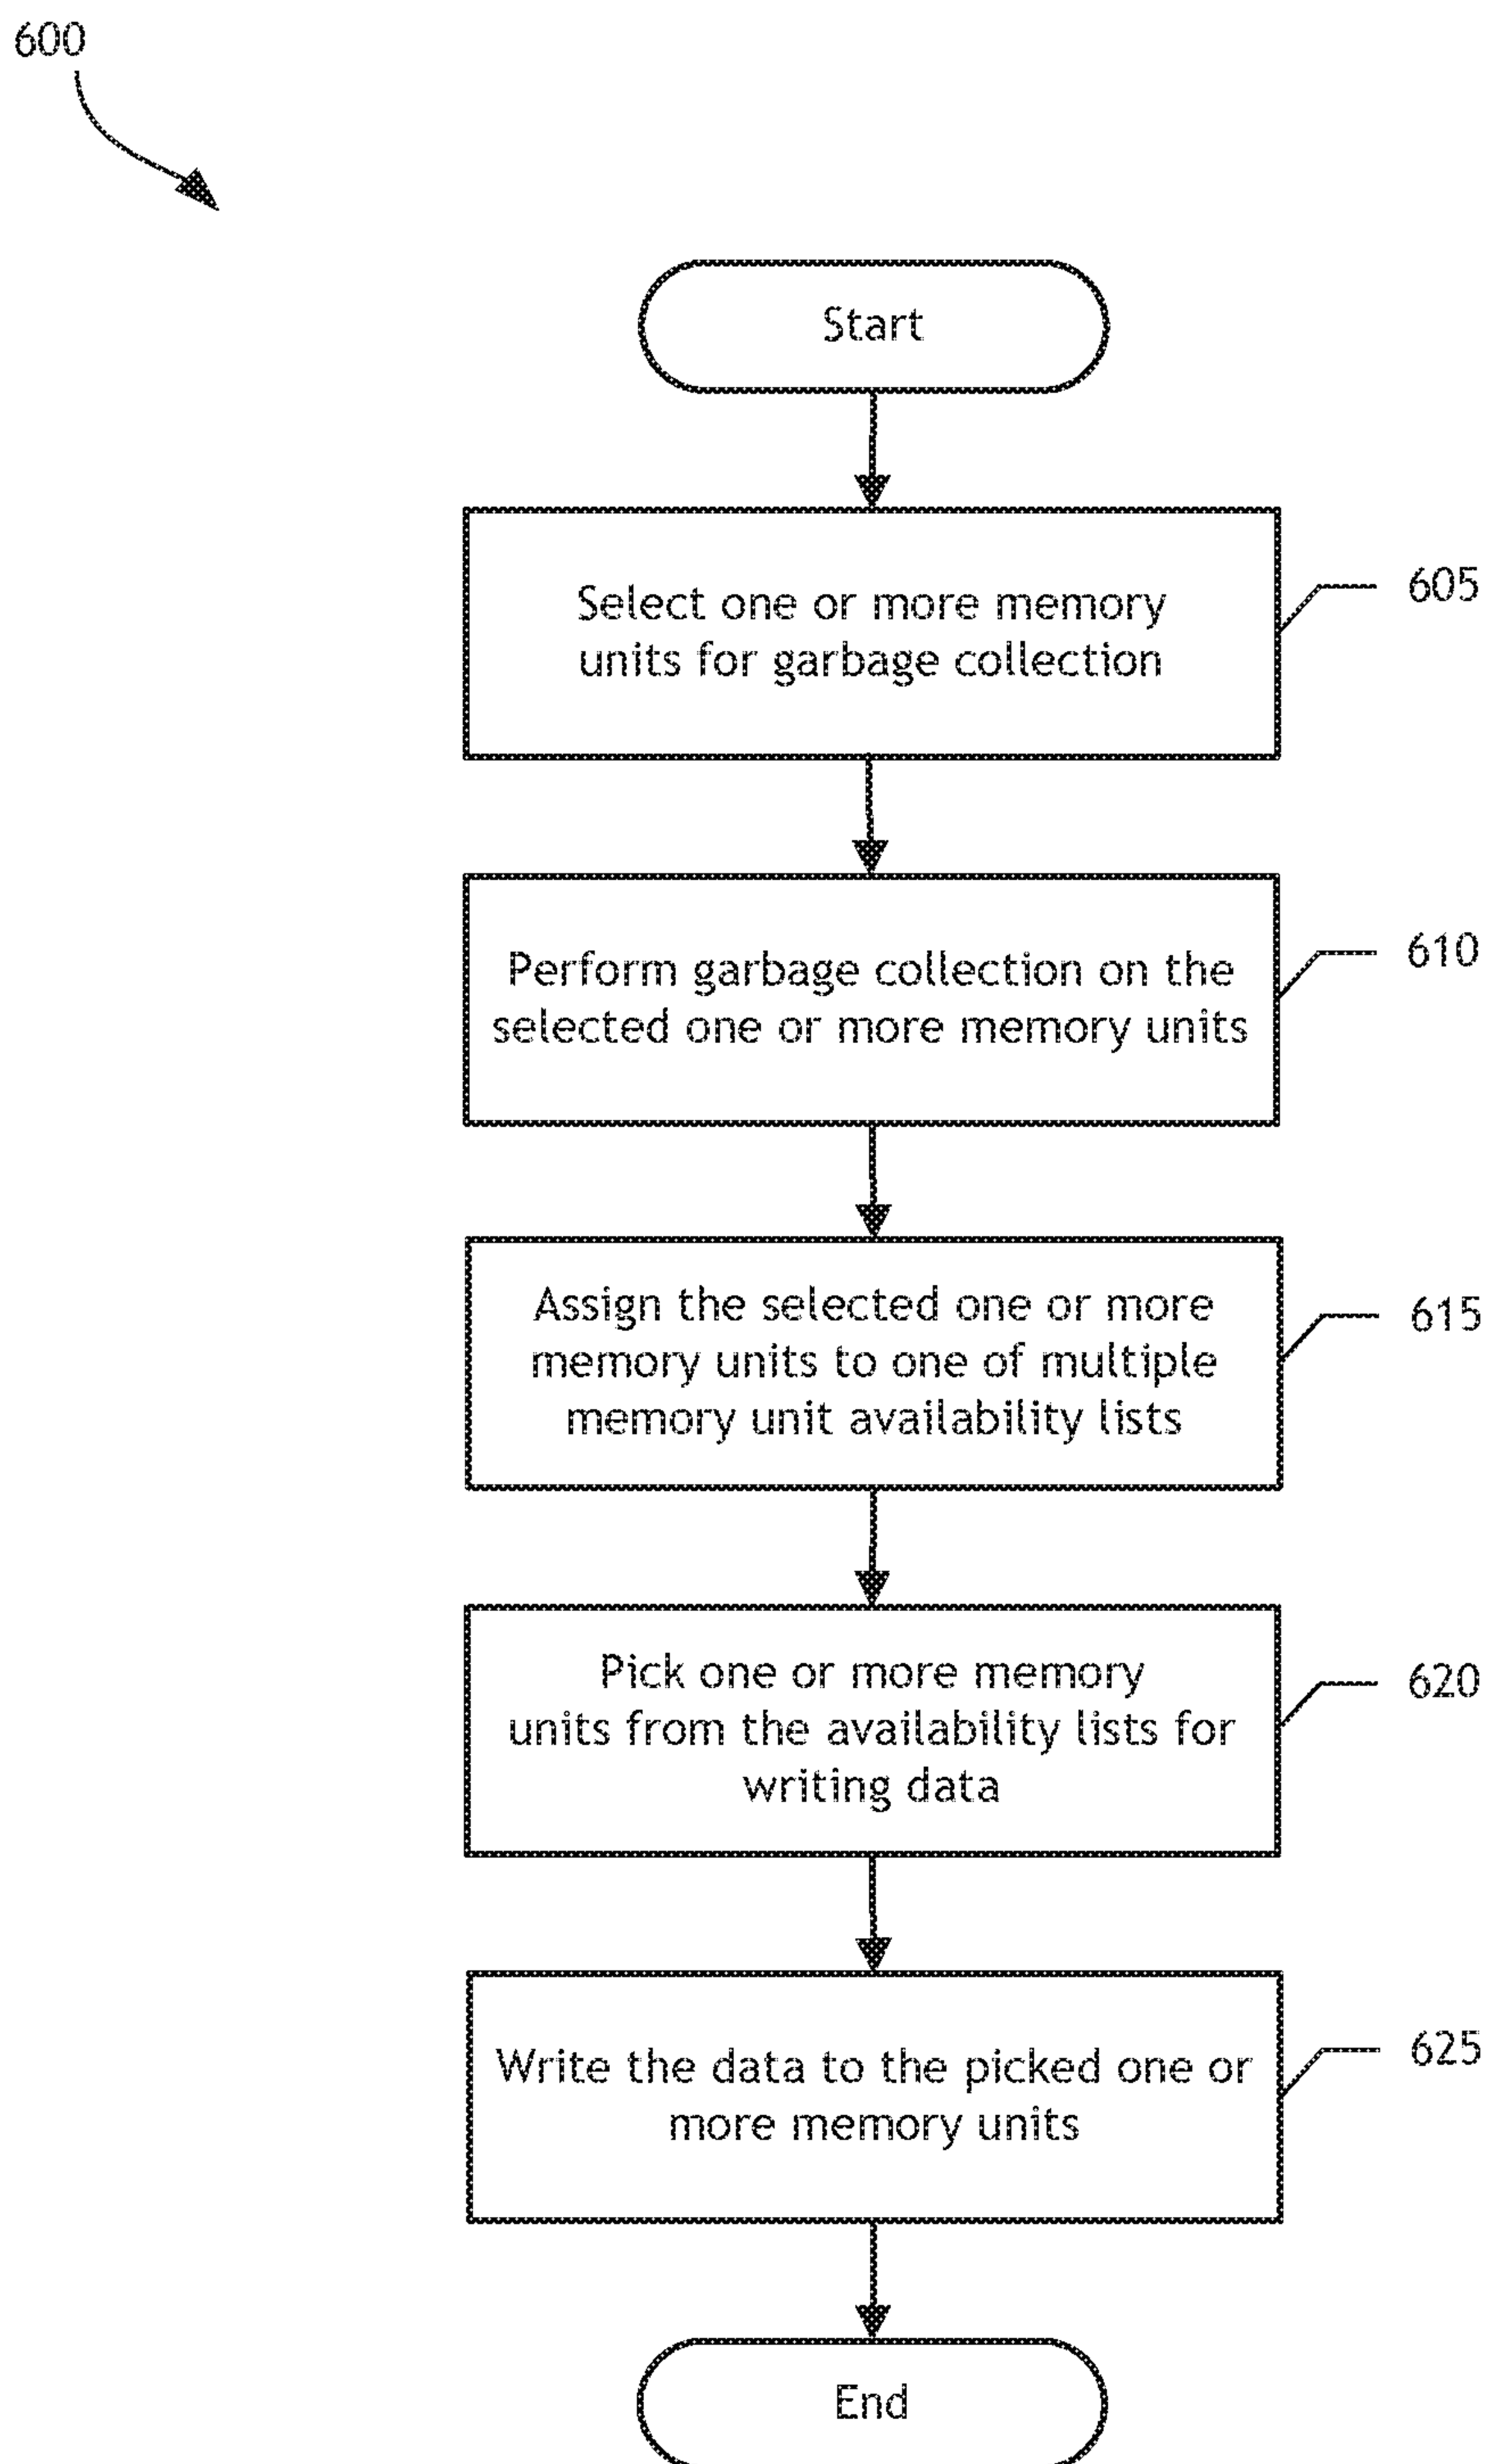 600
Start
Select one or more memory
units for garbage collection
605
Perform garbage collection on the
selected one or more memory units
610
Assign the selected one or more
memory units to one of multiple
memory unit availability lists
615
Pick one or more memory
units from the availability lists for
writing data
620
Write the data to the picked one or
more memory units
625
End